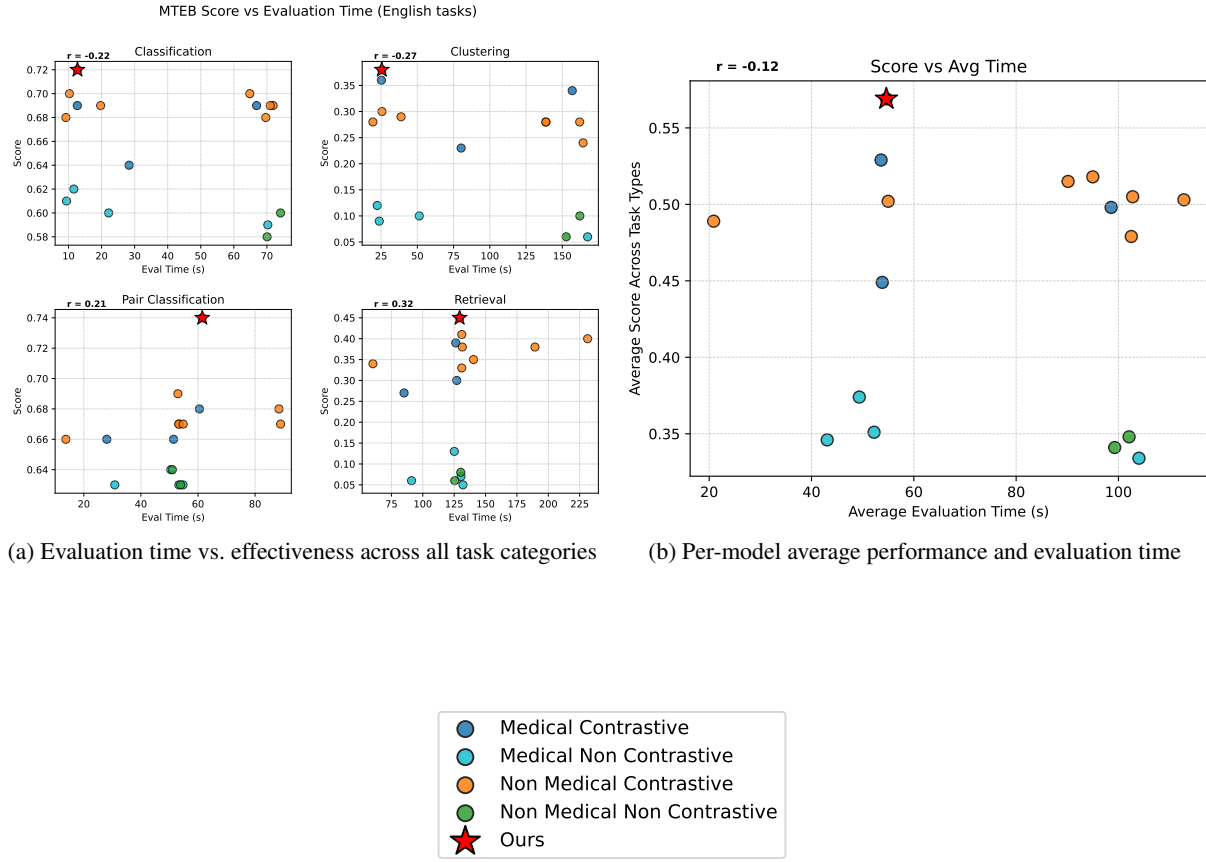 MTEB Score vs Evaluation Time (English tasks)
r = -0.22 Classification
Score
0.72
0.70
0.68
0.66
0.64
0.62
0.60
0.58
10 20 30 40 50 60 70
Eval Time (s)
r = -0.27 Clustering
Score
0.35
0.30
0.25
0.20
0.15
0.10
0.05
25 50 75 100 125 150
Eval Time (s)
r = 0.21 Pair Classification
Score
0.74
0.72
0.70
0.68
0.66
0.64
20 40 60 80
Eval Time (s)
r = 0.32 Retrieval
Score
0.45
0.40
0.35
0.30
0.25
0.20
0.15
0.10
0.05
75 100 125 150 175 200 225
Eval Time (s)
(a) Evaluation time vs. effectiveness across all task categories
r = -0.12 Score vs Avg Time
Average Score Across Task Types
0.55
0.50
0.45
0.40
0.35
20 40 60 80 100
Average Evaluation Time (s)
(b) Per-model average performance and evaluation time
Medical Contrastive
Medical Non Contrastive
Non Medical Contrastive
Non Medical Non Contrastive
Ours